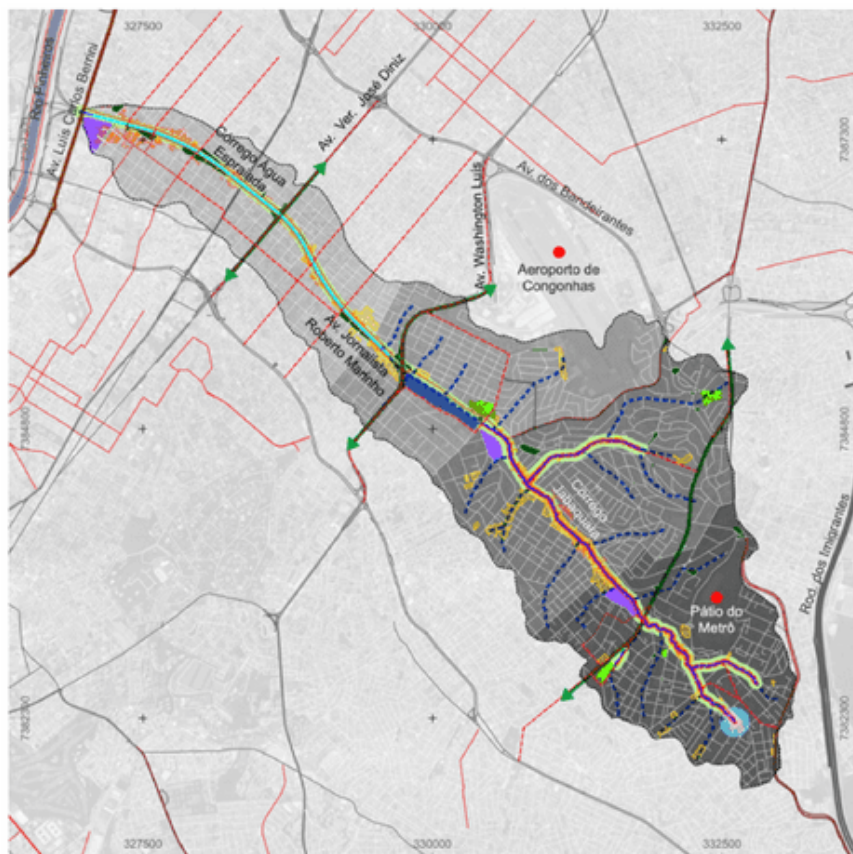 327500
330000
332500
Rio Pinheiros
Av. Luis Carlos Berrini
Córrego Água
Espraiada
Av. Ver. José Diniz
Av. Washington Luís
Av. dos Bandeirantes
7387300
7387300
Aeroporto de
Congonhas
Av. Jornalista
Roberto Marinho
7384800
7384800
Córrego
Jabaquara
Rod. dos Imigrantes
Pátio do
Metrô
7382300
7382300
327500
330000
332500